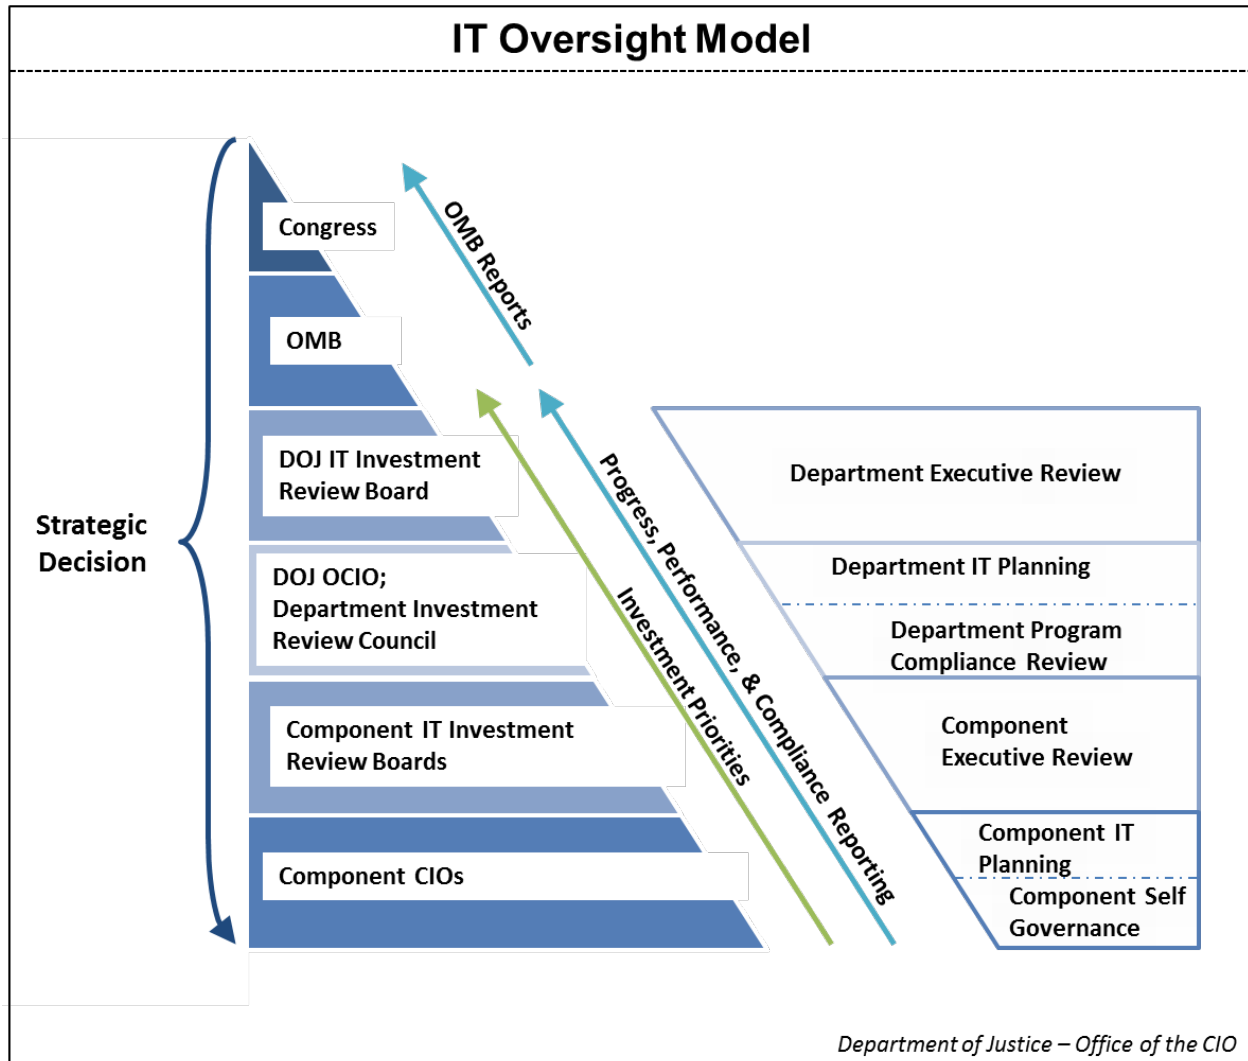 IT Oversight Model
Congress
OMB
DOJ IT Investment
Review Board
DOJ OCIO;
Department Investment
Review Council
Component IT Investment
Review Boards
Component CIOs
Strategic
Decision
OMB Reports
Investment Priorities
Progress, Performance, & Compliance Reporting
Department Executive Review
Department IT Planning
Department Program
Compliance Review
Component
Executive Review
Component IT
Planning
Component Self
Governance
Department of Justice – Office of the CIO